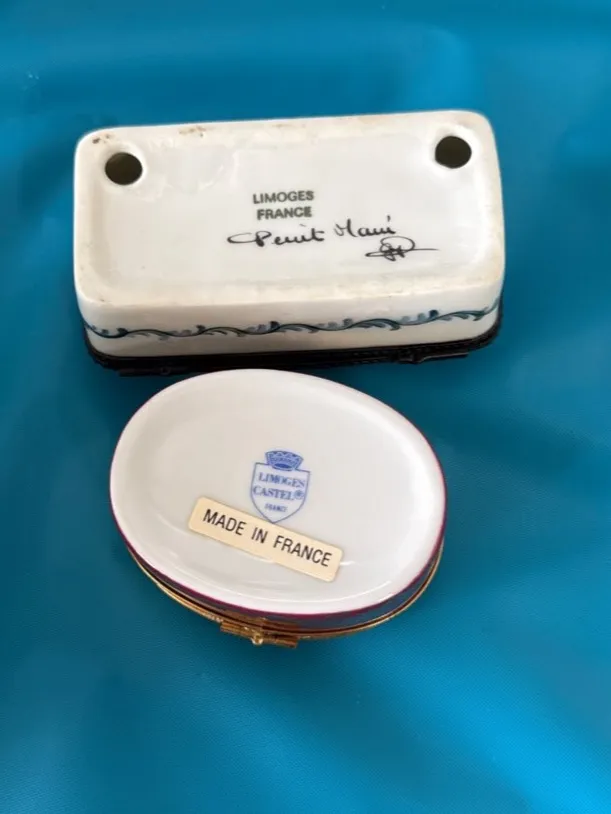 LIMOGES
FRANCE
Peint Main
LIMOGES
CASTEL®
FRANCE
MADE IN FRANCE